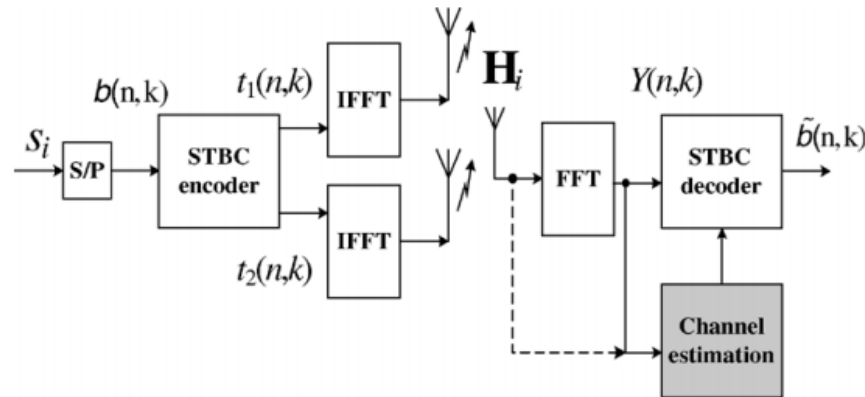 s_i
S/P
b(n,k)
STBC
encoder
t_1(n,k)
IFFT
t_2(n,k)
IFFT
H_i
FFT
Y(n,k)
STBC
decoder
b̃(n,k)
Channel
estimation